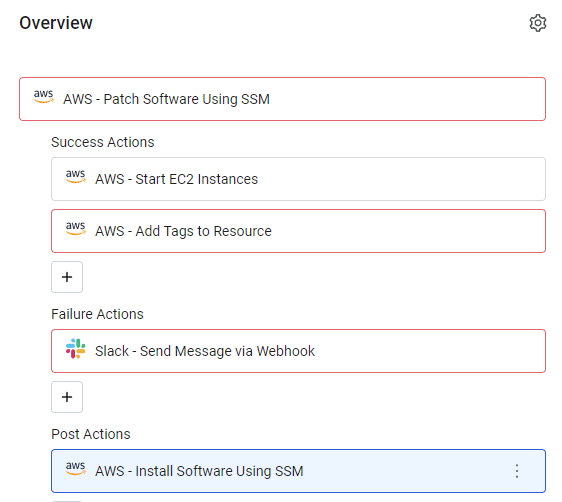 Overview
aws AWS - Patch Software Using SSM
Success Actions
aws AWS - Start EC2 Instances
aws AWS - Add Tags to Resource
+
Failure Actions
Slack - Send Message via Webhook
+
Post Actions
aws AWS - Install Software Using SSM